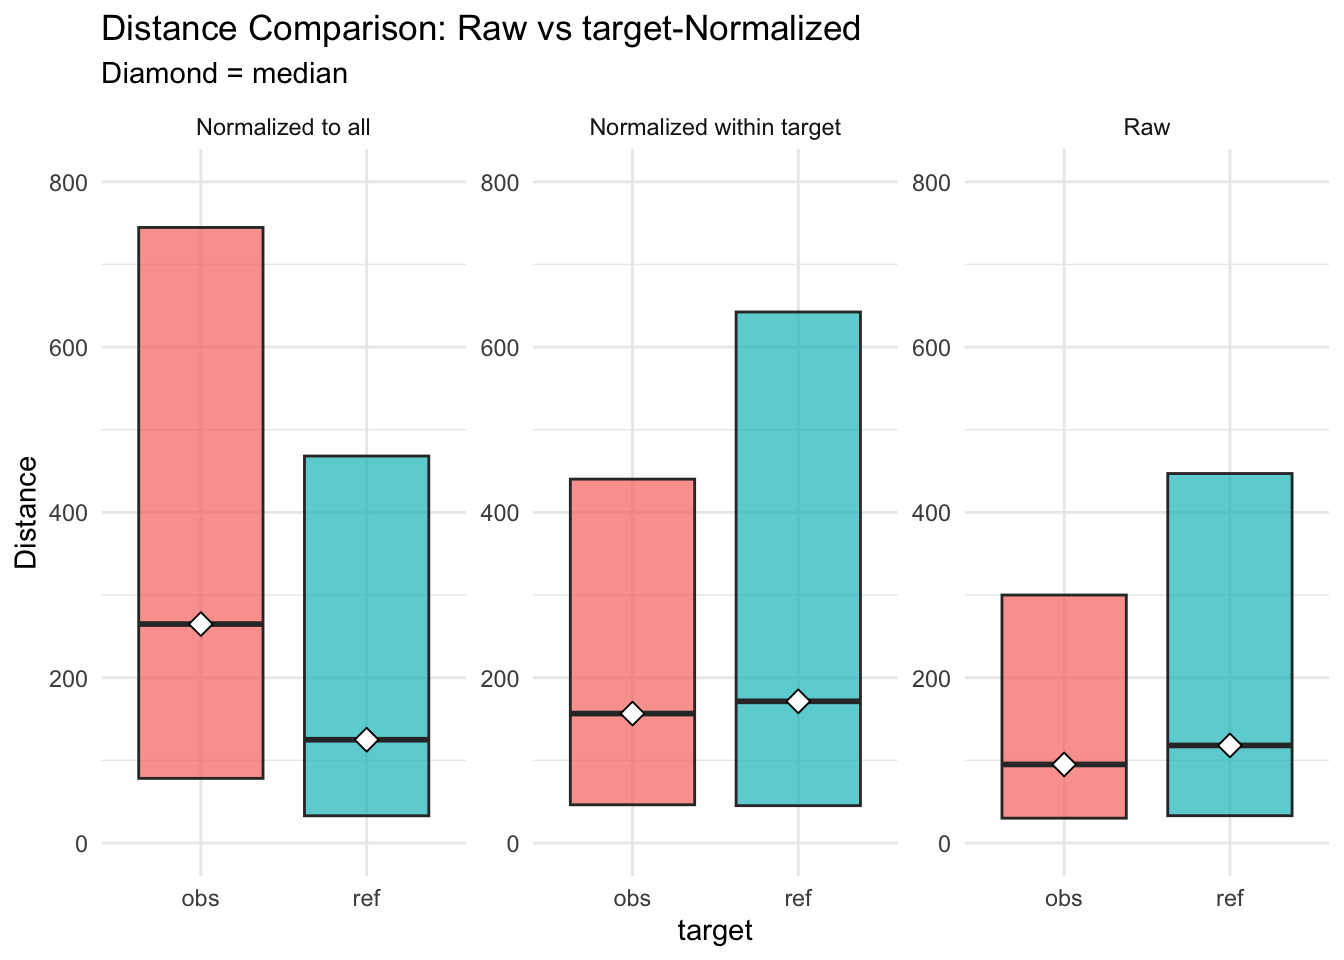 Distance Comparison: Raw vs target-Normalized
Diamond = median
Normalized to all
Normalized within target
Raw
Distance
800
600
400
200
0
800
600
400
200
0
800
600
400
200
0
obs
ref
obs
ref
obs
ref
target